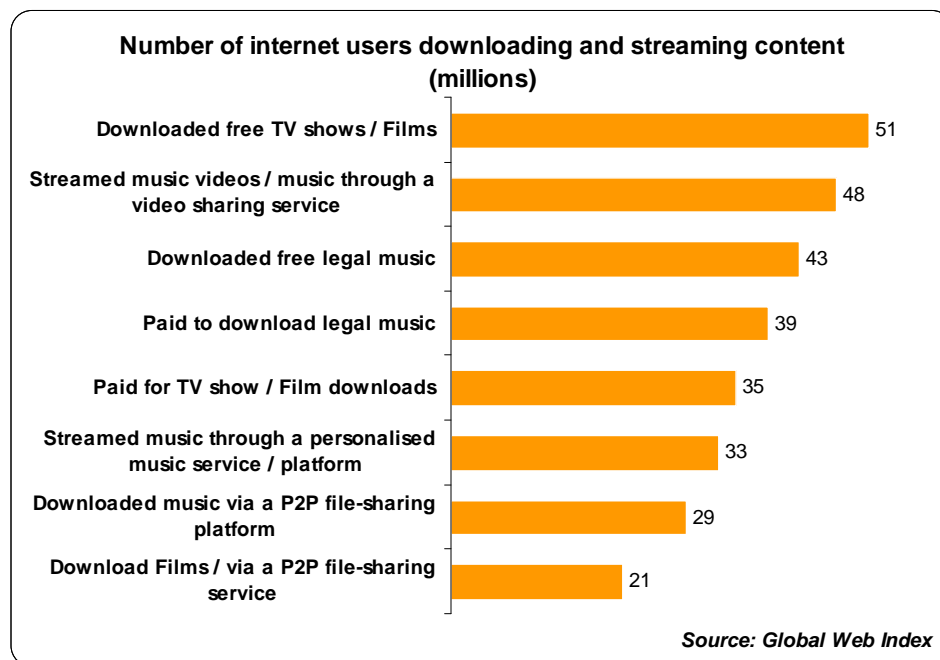 Number of internet users downloading and streaming content
(millions)
Downloaded free TV shows / Films
51
Streamed music videos / music through a
video sharing service
48
Downloaded free legal music
43
Paid to download legal music
39
Paid for TV show / Film downloads
35
Streamed music through a personalised
music service / platform
33
Downloaded music via a P2P file-sharing
platform
29
Download Films / via a P2P file-sharing
service
21
Source: Global Web Index